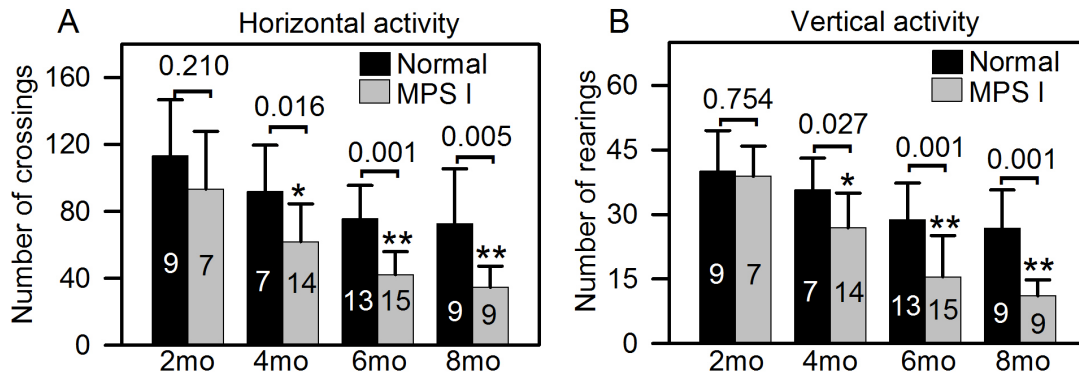 A
Horizontal activity
Number of crossings
160
120
80
40
0
Normal
MPS I
0.210
0.016
0.001
0.005
*
**
**
9
7
7
14
13
15
9
9
2mo
4mo
6mo
8mo
B
Vertical activity
Number of rearings
60
45
30
15
0
Normal
MPS I
0.754
0.027
0.001
0.001
*
**
**
9
7
7
14
13
15
9
9
2mo
4mo
6mo
8mo